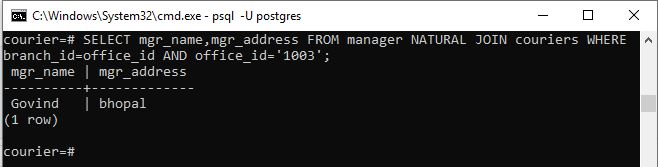 C:\Windows\System32\cmd.exe - psql  -U postgres
courier=# SELECT mgr_name,mgr_address FROM manager NATURAL JOIN couriers WHERE
branch_id=office_id AND office_id='1003';
 mgr_name | mgr_address
----------+-------------
 Govind   | bhopal
(1 row)
courier=#